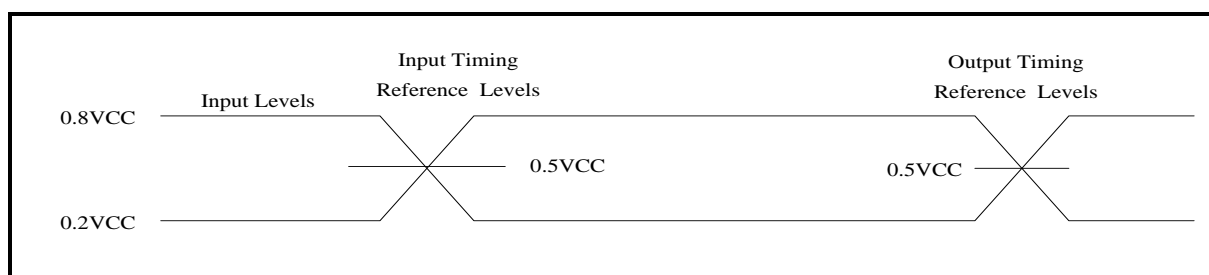 Input Timing
Reference Levels
Output Timing
Reference Levels
Input Levels
0.8VCC
0.5VCC
0.5VCC
0.2VCC